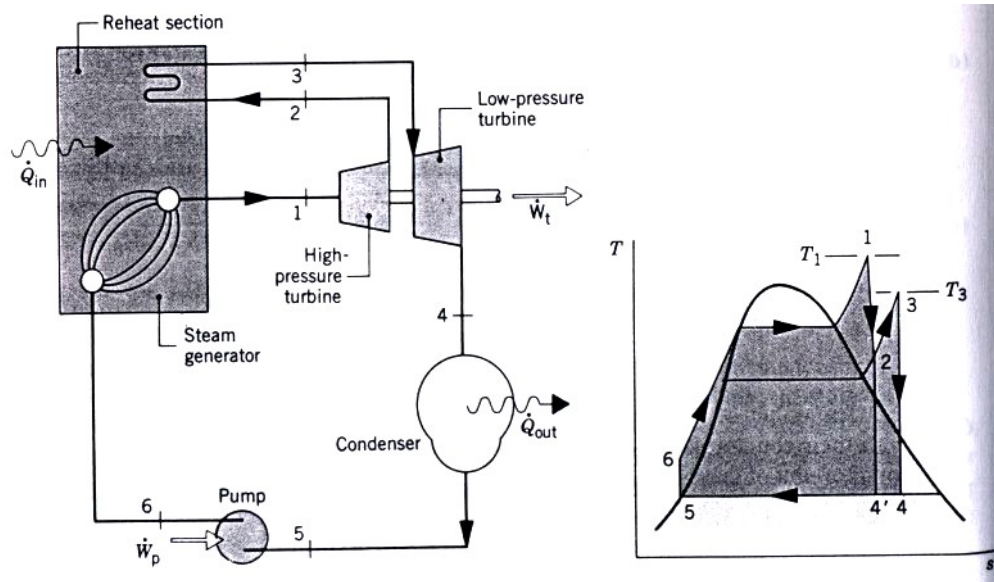 Reheat section
3
2
Low-pressure
turbine
Q̇in
1
Ẇt
High-
pressure
turbine
Steam
generator
4
Q̇out
Condenser
Pump
6
5
Ẇp
T
T1
1
T3
3
2
6
5
4'
4
s